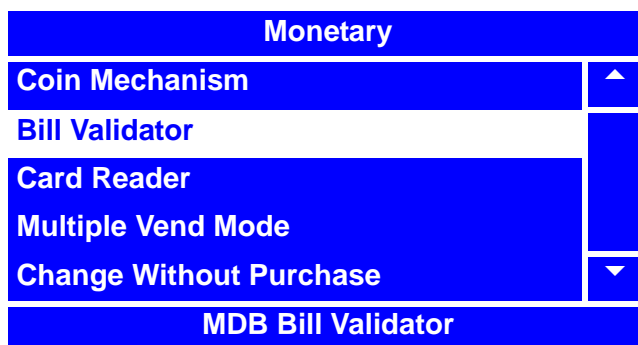 Monetary
Coin Mechanism
Bill Validator
Card Reader
Multiple Vend Mode
Change Without Purchase
MDB Bill Validator